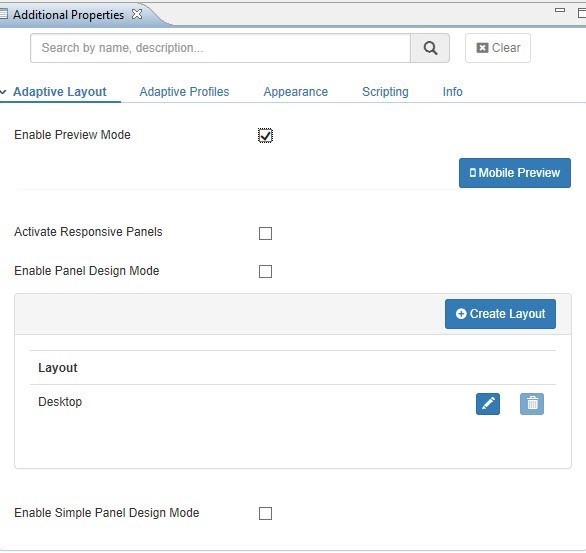 Additional Properties
Search by name, description...
Clear
Adaptive Layout
Adaptive Profiles
Appearance
Scripting
Info
Enable Preview Mode
Mobile Preview
Activate Responsive Panels
Enable Panel Design Mode
Create Layout
Layout
Desktop
Enable Simple Panel Design Mode